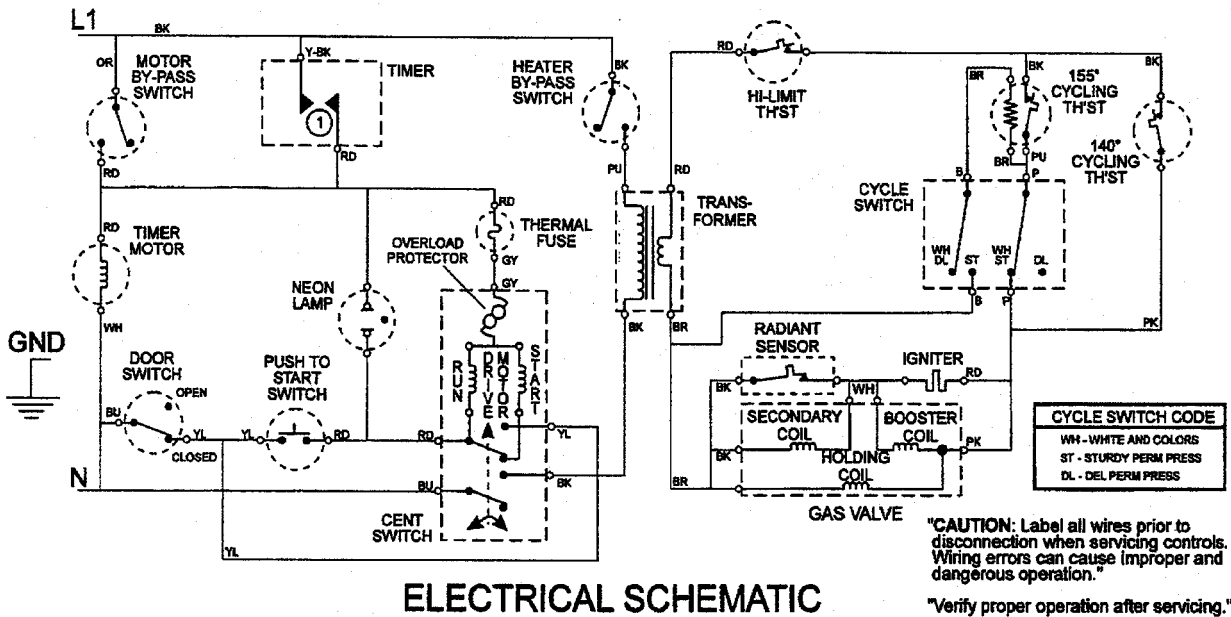 L1
BK
OR
MOTOR
BY-PASS
SWITCH
RD
Y-BK
TIMER
1
RD
HEATER
BY-PASS
SWITCH
BK
PU
RD
HI-LIMIT
TH'ST
BR
BK
155°
CYCLING
TH'ST
BR
PU
BK
140°
CYCLING
TH'ST
RD
TIMER
MOTOR
WH
NEON
LAMP
RD
THERMAL
FUSE
GY
OVERLOAD
PROTECTOR
GY
RD
TRANS-
FORMER
BK
BR
CYCLE
SWITCH
B
P
WH
DL
ST
WH
ST
DL
B
P
PK
GND
DOOR
SWITCH
OPEN
BU
YL
CLOSED
PUSH TO
START
SWITCH
YL
RD
RUN
DRIVE
MOTOR
START
RD
YL
BK
BU
CENT
SWITCH
N
YL
RADIANT
SENSOR
BK
WH
IGNITER
RD
SECONDARY
COIL
BOOSTER
COIL
BK
PK
HOLDING
COIL
BR
GAS VALVE
CYCLE SWITCH CODE
WH - WHITE AND COLORS
ST - STURDY PERM PRESS
DL - DEL PERM PRESS
"CAUTION: Label all wires prior to
disconnection when servicing controls.
Wiring errors can cause improper and
dangerous operation."
"Verify proper operation after servicing."
ELECTRICAL SCHEMATIC